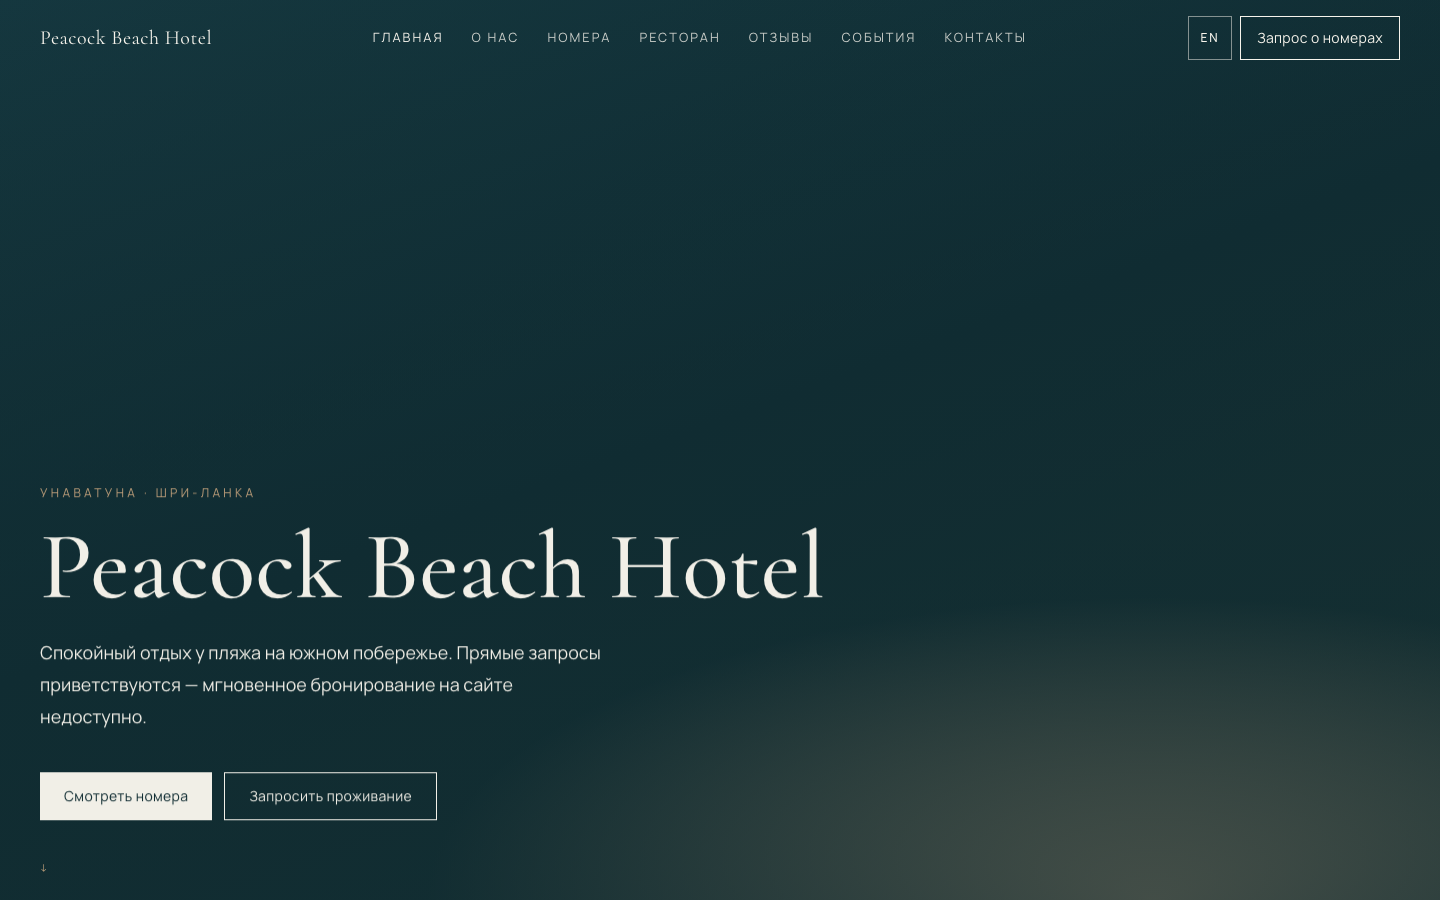 Peacock Beach Hotel
ГЛАВНАЯ О НАС НОМЕРА РЕСТОРАН ОТЗЫВЫ СОБЫТИЯ КОНТАКТЫ
EN
Запрос о номерах
УНАВАТУНА · ШРИ-ЛАНКА
Peacock Beach Hotel
Спокойный отдых у пляжа на южном побережье. Прямые запросы
приветствуются — мгновенное бронирование на сайте
недоступно.
Смотреть номера
Запросить проживание
↓